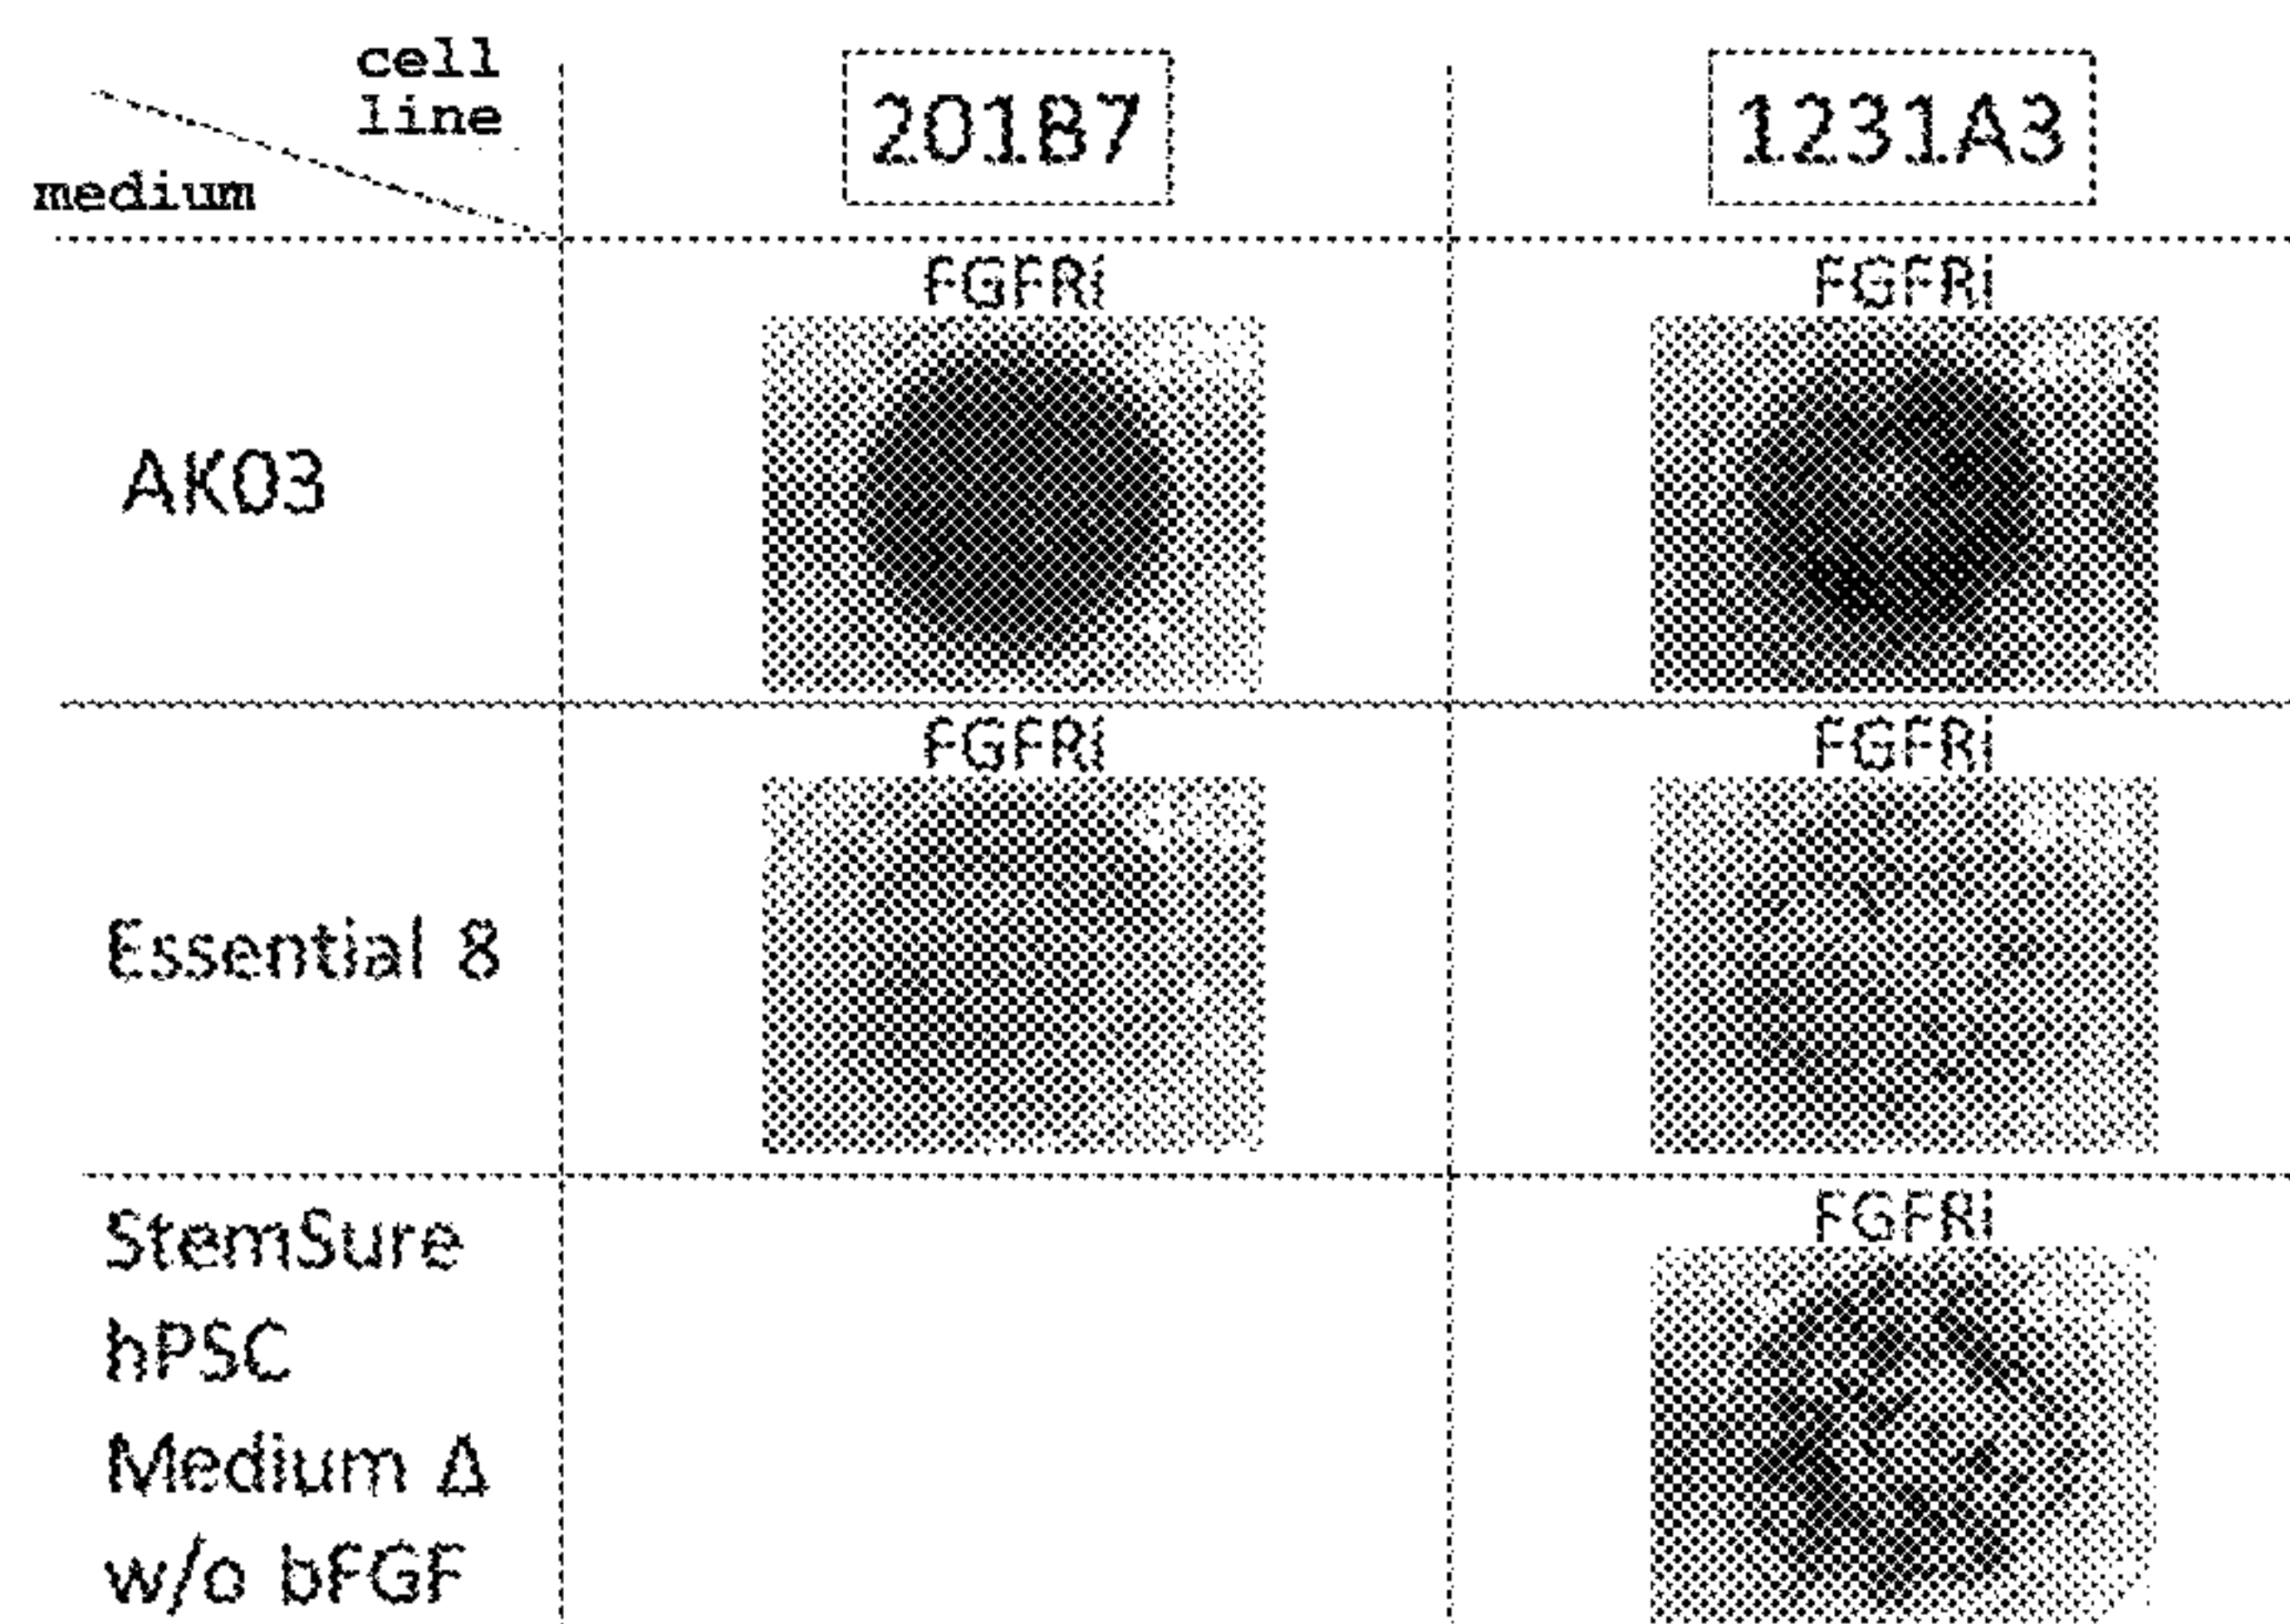 cell
line
medium
201B7
1231A3
FGFRi
FGFRi
AK03
FGFRi
FGFRi
Essential 8
FGFRi
StemSure
hPSC
Medium Δ
w/o bFGF